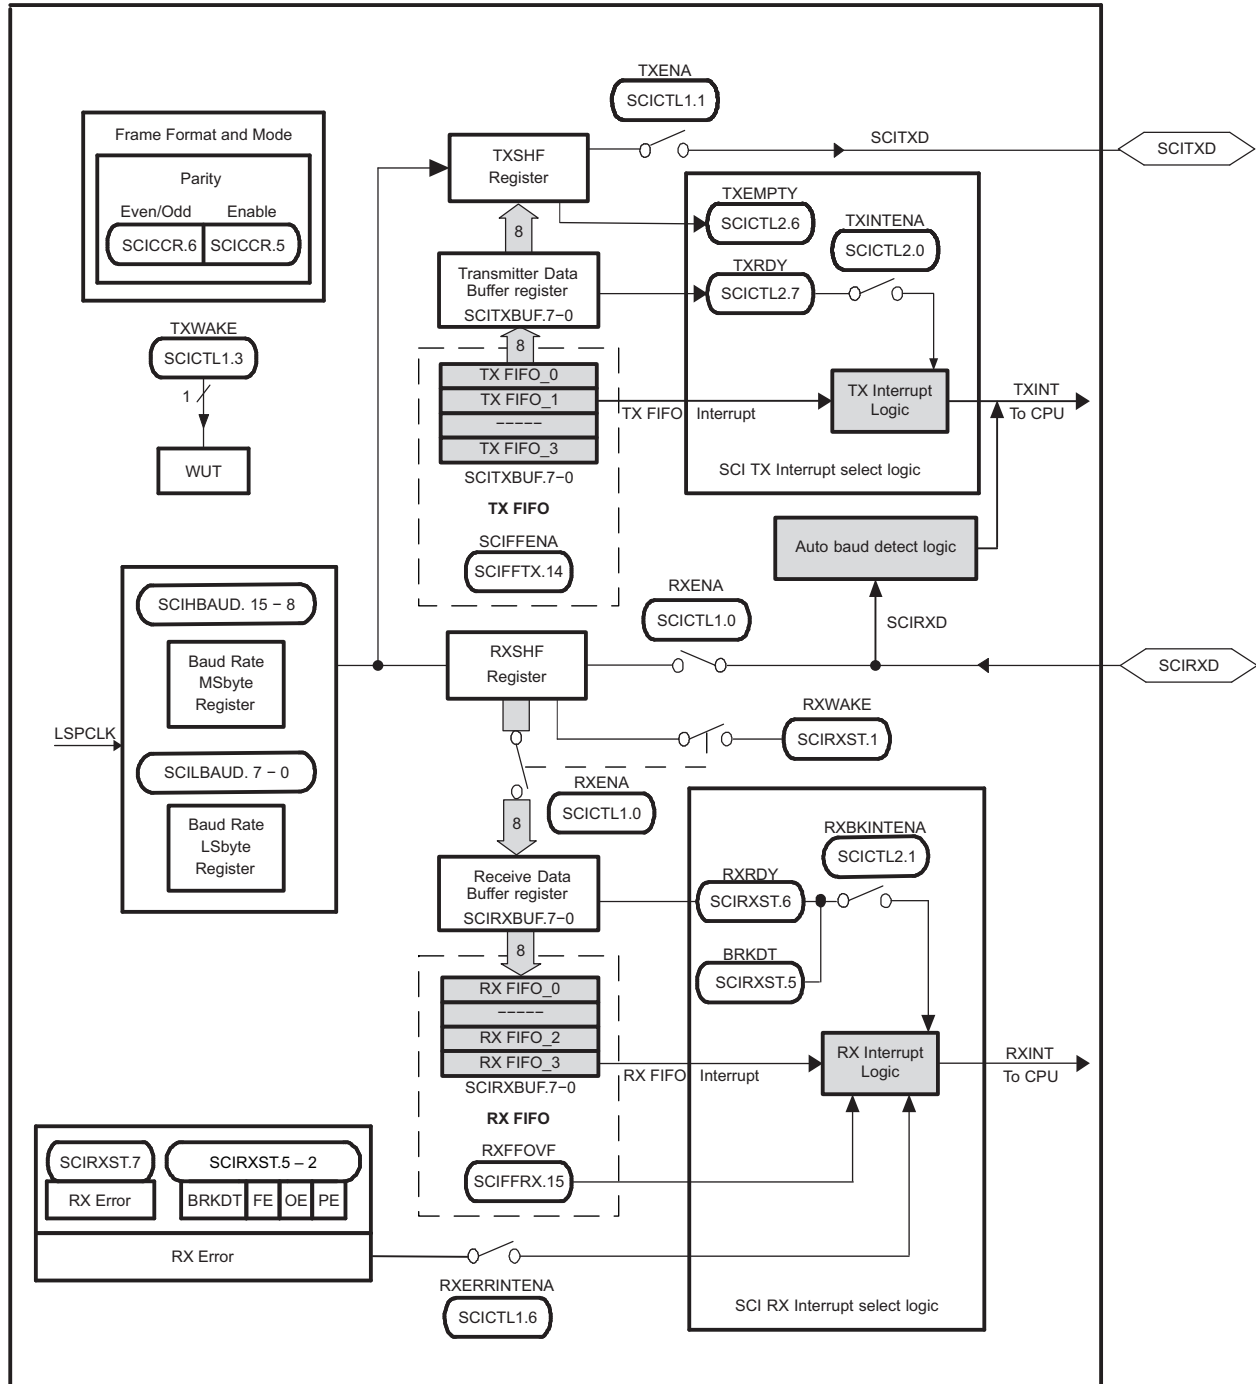 TXENA
SCICTL1.1
Frame Format and Mode
Parity
Even/Odd Enable
SCICCR.6 SCICCR.5
TXSHF
Register
SCITXD
SCITXD
8
TXEMPTY
SCICTL2.6
TXINTENA
SCICTL2.0
TXRDY
SCICTL2.7
Transmitter Data
Buffer register
SCITXBUF.7−0
8
TXWAKE
SCICTL1.3
1
WUT
TX FIFO_0
TX FIFO_1
−−−−−
TX FIFO_3
SCITXBUF.7−0
TX FIFO
SCIFFENA
SCIFFTX.14
TX FIFO Interrupt
TX Interrupt
Logic
TXINT
To CPU
SCI TX Interrupt select logic
Auto baud detect logic
RXENA
SCICTL1.0
SCIRXD
SCIRXD
SCIHBAUD. 15 − 8
Baud Rate
MSbyte
Register
LSPCLK
SCILBAUD. 7 − 0
Baud Rate
LSbyte
Register
RXSHF
Register
RXWAKE
SCIRXST.1
RXENA
SCICTL1.0
8
Receive Data
Buffer register
SCIRXBUF.7−0
8
RXBKINTENA
SCICTL2.1
RXRDY
SCIRXST.6
BRKDT
SCIRXST.5
RX FIFO_0
−−−−−
RX FIFO_2
RX FIFO_3
SCIRXBUF.7−0
RX FIFO
RXFFOVF
SCIFFRX.15
RX FIFO Interrupt
RX Interrupt
Logic
RXINT
To CPU
SCIRXST.7 SCIRXST.5 – 2
RX Error BRKDT FE OE PE
RX Error
RXERRINTENA
SCICTL1.6
SCI RX Interrupt select logic